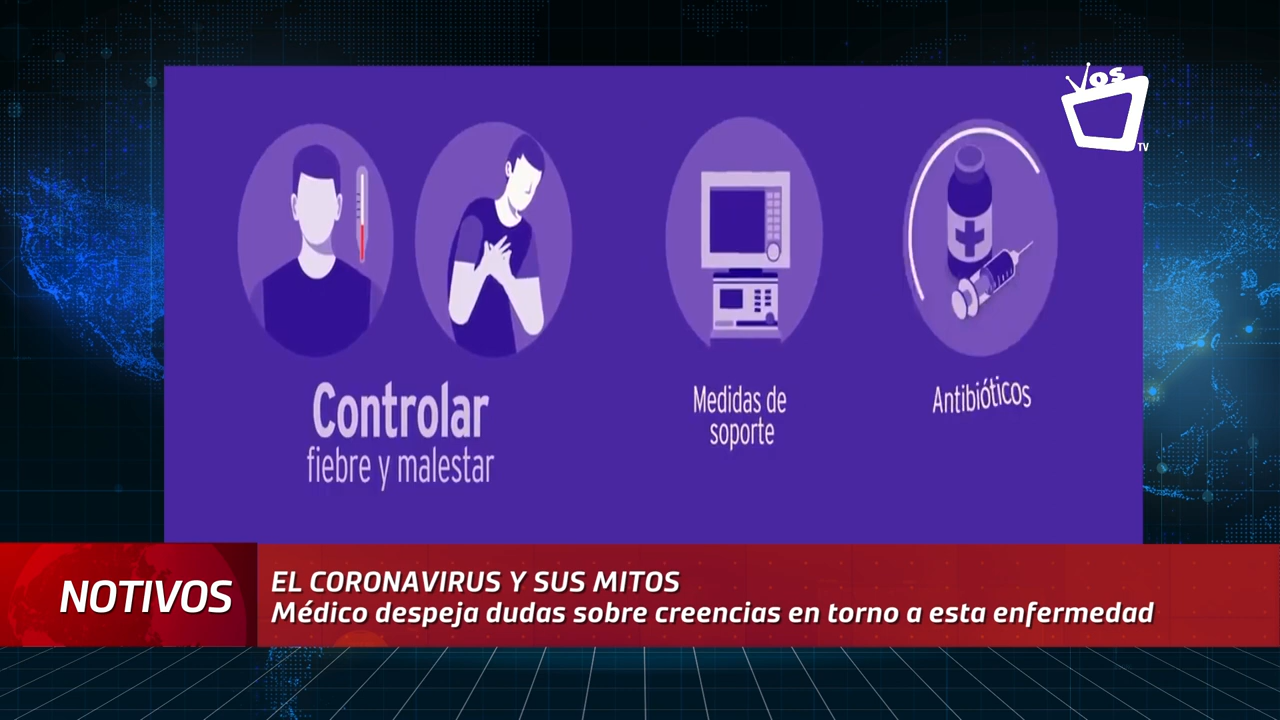 VOS
TV
Controlar
fiebre y malestar
Medidas de
soporte
Antibióticos
NOTIVOS
EL CORONAVIRUS Y SUS MITOS
Médico despeja dudas sobre creencias en torno a esta enfermedad